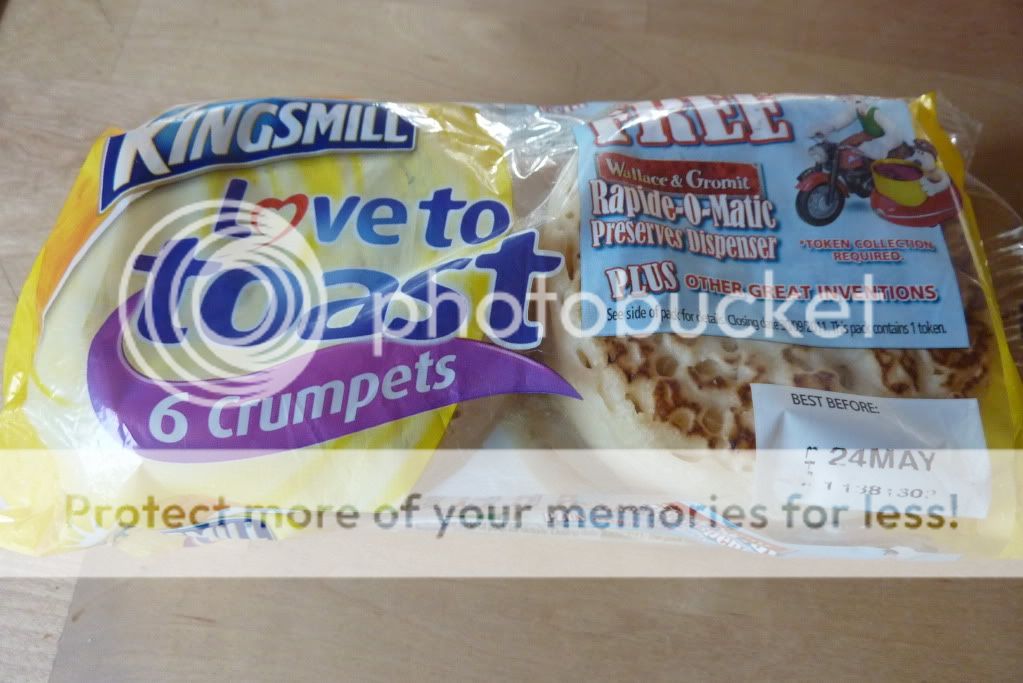 KINGSMILL
Love to
toast
6 crumpets
FREE
Wallace & Gromit
Rapide-O-Matic
Preserves Dispenser
*TOKEN COLLECTION
REQUIRED
PLUS OTHER GREAT INVENTIONS
See side of pack for details. Closing date /09/2011. This pack contains 1 token.
BEST BEFORE:
24MAY
photobucket
Protect more of your memories for less!